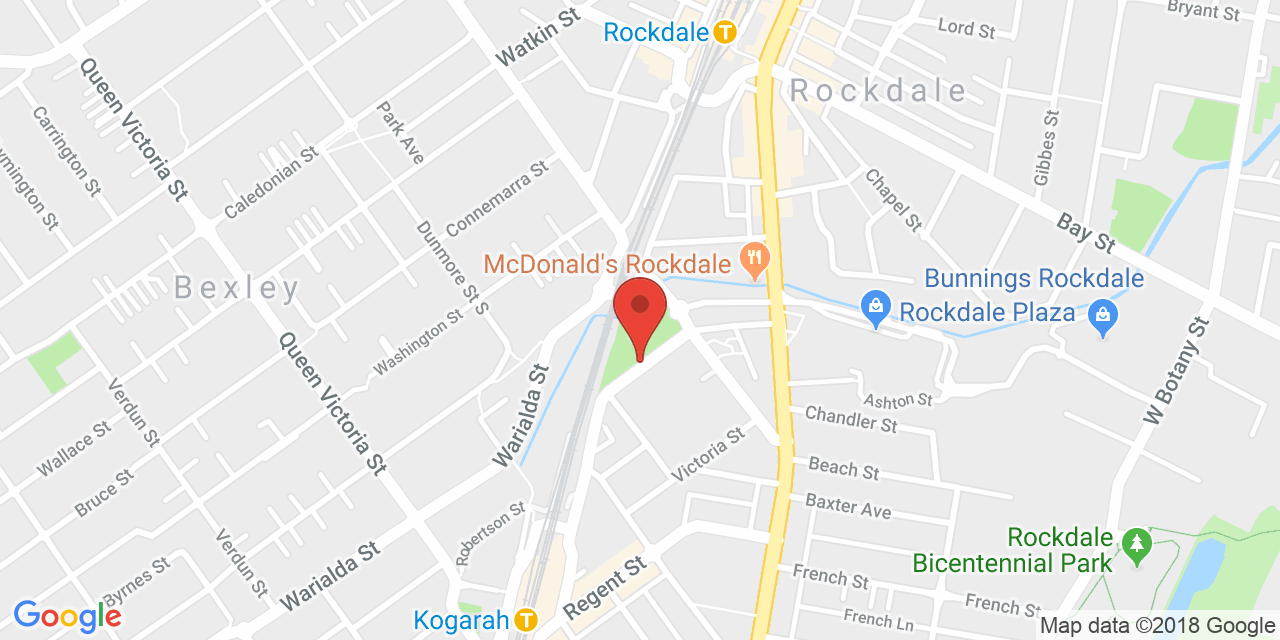 Bryant St
Lord St
Rockdale
Watkin St
Rockdale
Queen Victoria St
Carrington St
Park Ave
Gibbes St
Caledonian St
Connemarra St
Chapel St
Dunmore St S
Bay St
McDonald's Rockdale
Bexley
Bunnings Rockdale
Rockdale Plaza
Washington St
Queen Victoria St
W Botany St
Verdun St
Warialda St
Ashton St
Chandler St
Wallace St
Victoria St
Beach St
Bruce St
Baxter Ave
Robertson St
Verdun St
Rockdale
Bicentennial Park
Warialda St
Byrnes St
Regent St
French St
French St
French Ln
Kogarah
Google
Map data ©2018 Google